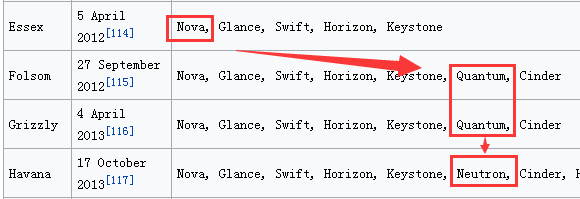 Essex
5 April
2012[114]
Nova, Glance, Swift, Horizon, Keystone
Folsom
27 September
2012[115]
Nova, Glance, Swift, Horizon, Keystone, Quantum, Cinder
Grizzly
4 April
2013[116]
Nova, Glance, Swift, Horizon, Keystone, Quantum, Cinder
Havana
17 October
2013[117]
Nova, Glance, Swift, Horizon, Keystone, Neutron, Cinder,